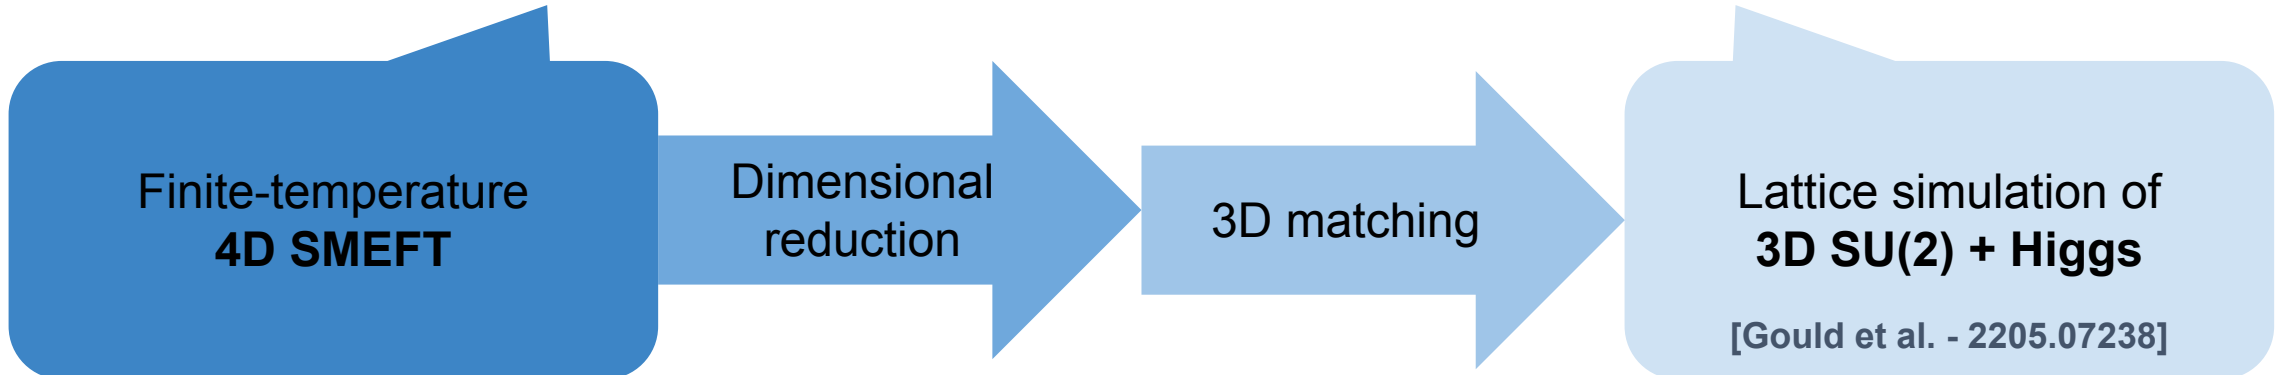 Finite-temperature
4D SMEFT
Dimensional
reduction
3D matching
Lattice simulation of
3D SU(2) + Higgs
[Gould et al. - 2205.07238]